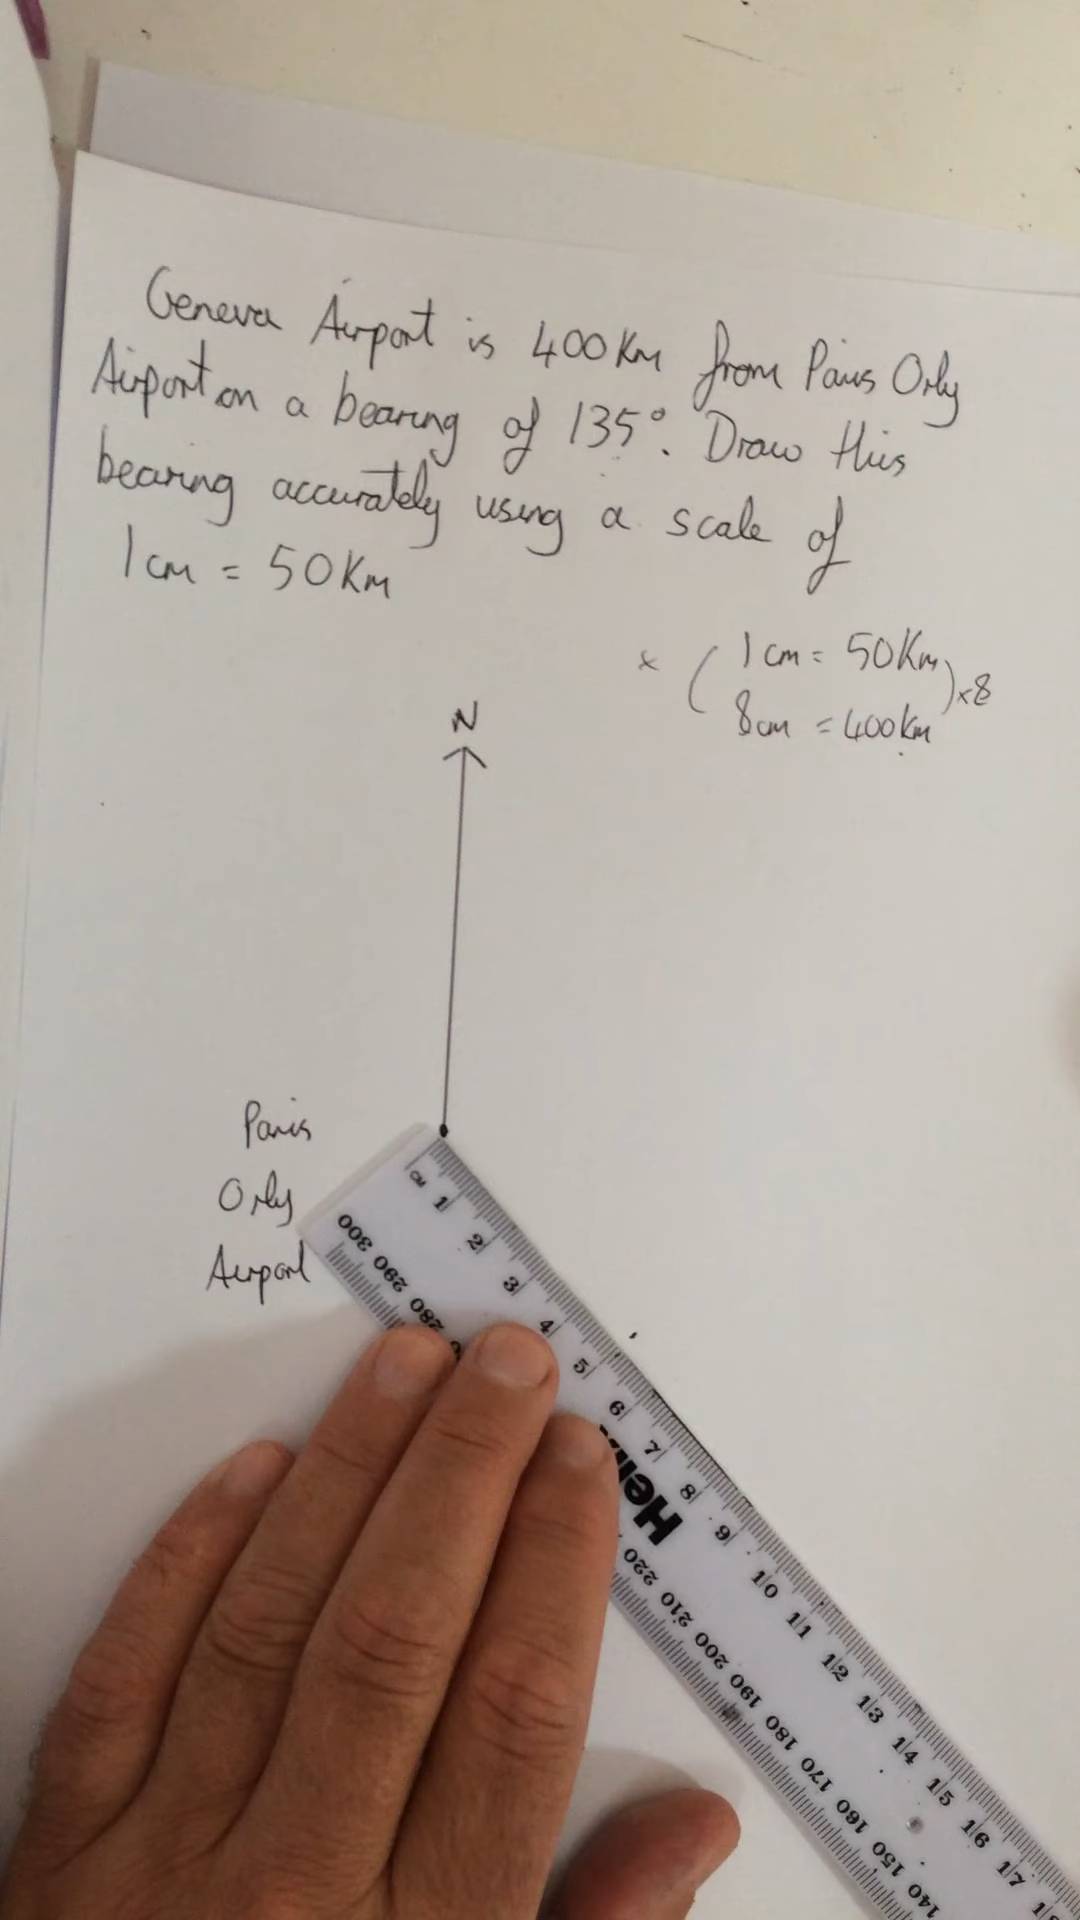 Geneva Airport is 400Km from Paris Orly
Airport on a bearing of 135°. Draw this
bearing accurately using a scale of
1cm = 50Km
× ( 1cm = 50Km ) ×8
8cm = 400km
N
Paris
Orly
Airport
CM 1 2 3 4 5 6 7 8 9 10 11 12 13 14 15 16 17
300 290 280
Heli
220 210 200 190 180 170 160 150 140